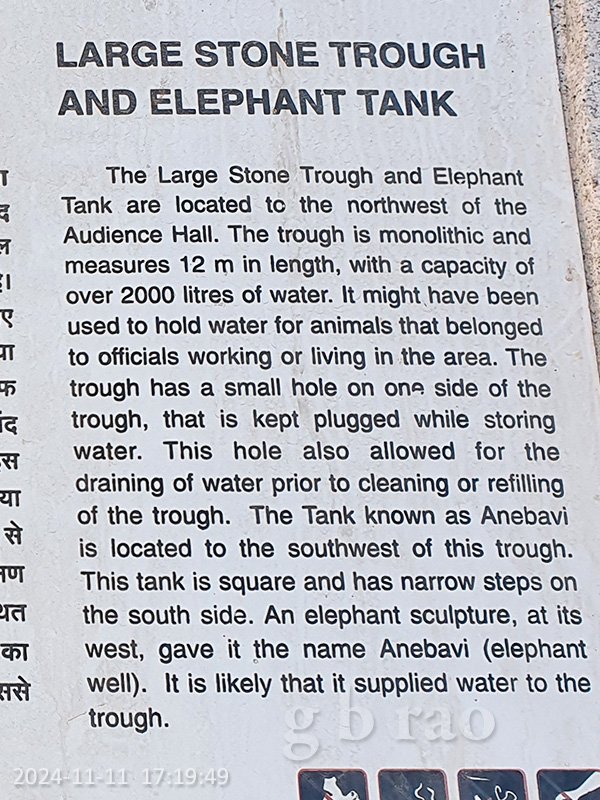 LARGE STONE TROUGH
AND ELEPHANT TANK
The Large Stone Trough and Elephant
Tank are located to the northwest of the
Audience Hall. The trough is monolithic and
measures 12 m in length, with a capacity of
over 2000 litres of water. It might have been
used to hold water for animals that belonged
to officials working or living in the area. The
trough has a small hole on one side of the
trough, that is kept plugged while storing
water. This hole also allowed for the
draining of water prior to cleaning or refilling
of the trough. The Tank known as Anebavi
is located to the southwest of this trough.
This tank is square and has narrow steps on
the south side. An elephant sculpture, at its
west, gave it the name Anebavi (elephant
well). It is likely that it supplied water to the
trough.
से
का
g b rao
2024-11-11 17:19:49